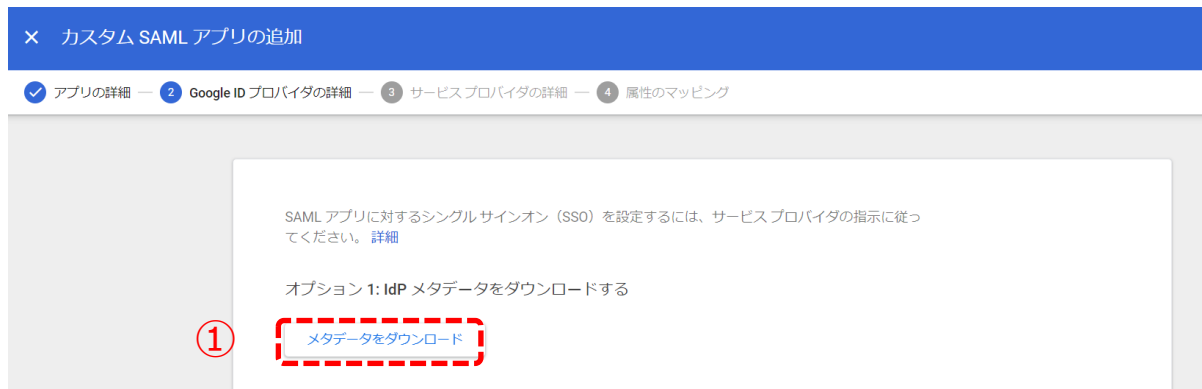 × カスタム SAML アプリの追加
アプリの詳細 — 2 Google ID プロバイダの詳細 — 3 サービス プロバイダの詳細 — 4 属性のマッピング
SAML アプリに対するシングル サインオン（SSO）を設定するには、サービス プロバイダの指示に従っ
てください。 詳細
オプション 1: IdP メタデータをダウンロードする
① メタデータをダウンロード